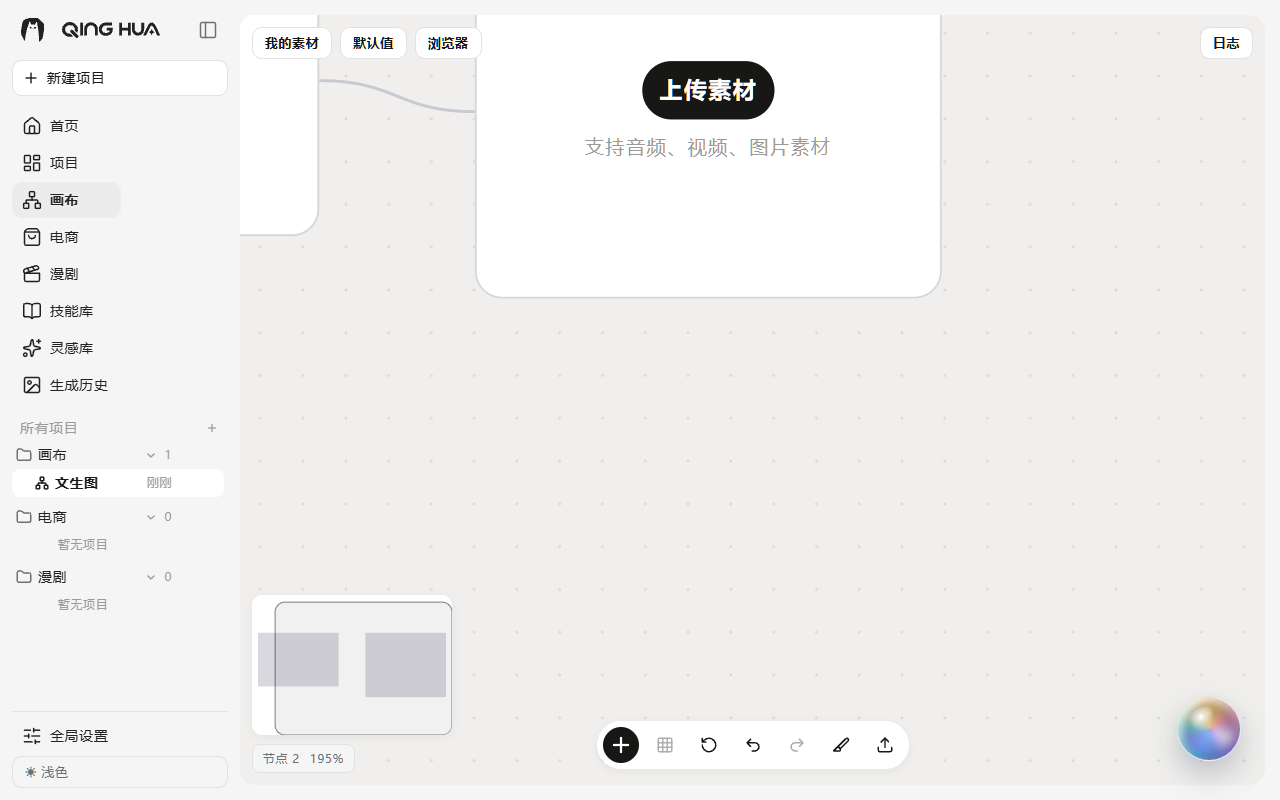 QING HUA
新建项目
首页
项目
画布
电商
漫剧
技能库
灵感库
生成历史
所有项目
画布 1
文生图 刚刚
电商 0
暂无项目
漫剧 0
暂无项目
全局设置
浅色
我的素材 默认值 浏览器 日志
上传素材
支持音频、视频、图片素材
节点 2 195%